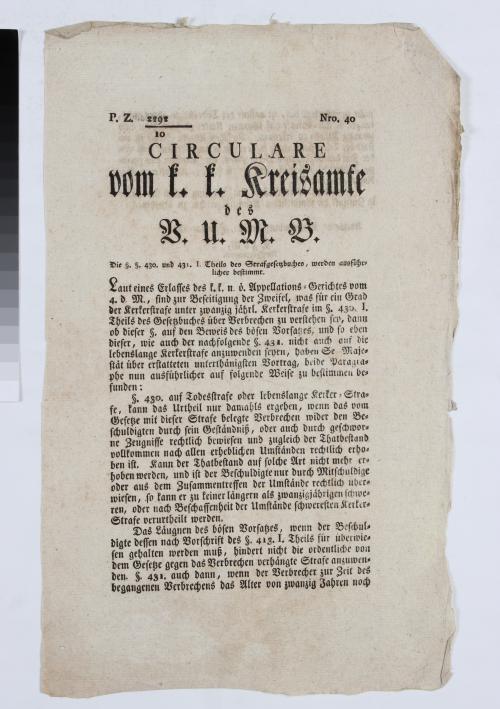 P. Z. 2292 Nro. 40
10
CIRCULARE
vom k. k. Kreisamte
des
V. U. M. B.
Die §. §. 430. und 431. I. Theils des Strafgesetzbuches, werden ausführ-
licher bestimmt.
Laut eines Erlasses des k. k. n. ö. Appellations-Gerichtes vom
4. d. M., sind zur Beseitigung der Zweifel, was für ein Grad
der Kerkerstrafe unter zwanzig jährl. Kerkerstrafe im §. 430. I.
Theils des Gesetzbuches über Verbrechen zu verstehen sey, dann
ob dieser §. auf den Beweis des bösen Vorsatzes, und so eben
dieser, wie auch der nachfolgende §. 431. nicht auch auf die
lebenslange Kerkerstrafe anzuwenden seyen, haben Se Maje-
stät über erstatteten unterthänigsten Vortrag, beide Paragra-
phe nun ausführlicher auf folgende Weise zu bestimmen be-
funden:
§. 430. auf Todesstrafe oder lebenslange Kerker-Stra-
fe, kann das Urtheil nur damahls ergehen, wenn das vom
Gesetze mit dieser Strafe belegte Verbrechen wider den Be-
schuldigten durch sein Geständniß, oder auch durch geschwor-
ne Zeugnisse rechtlich bewiesen und zugleich der Thatbestand
vollkommen nach allen erheblichen Umständen rechtlich erho-
ben ist. Kann der Thatbestand auf solche Art nicht mehr er-
hoben werden, und ist der Beschuldigte nur durch Mitschuldige
oder aus dem Zusammentreffen der Umstände rechtlich über-
wiesen, so kann er zu keiner längern als zwanzigjährigen schwe-
ren, oder nach Beschaffenheit der Umstände schweresten Kerker-
Strafe verurtheilt werden.
Das Läugnen des bösen Vorsatzes, wenn der Beschul-
digte dessen nach Vorschrift des §. 413. I. Theils für überwie-
sen gehalten werden muß, hindert nicht die ordentliche von
dem Gesetze gegen das Verbrechen verhängte Strafe anzuwen-
den. §. 431. auch dann, wenn der Verbrecher zur Zeit des
begangenen Verbrechens das Alter von zwanzig Jahren noch